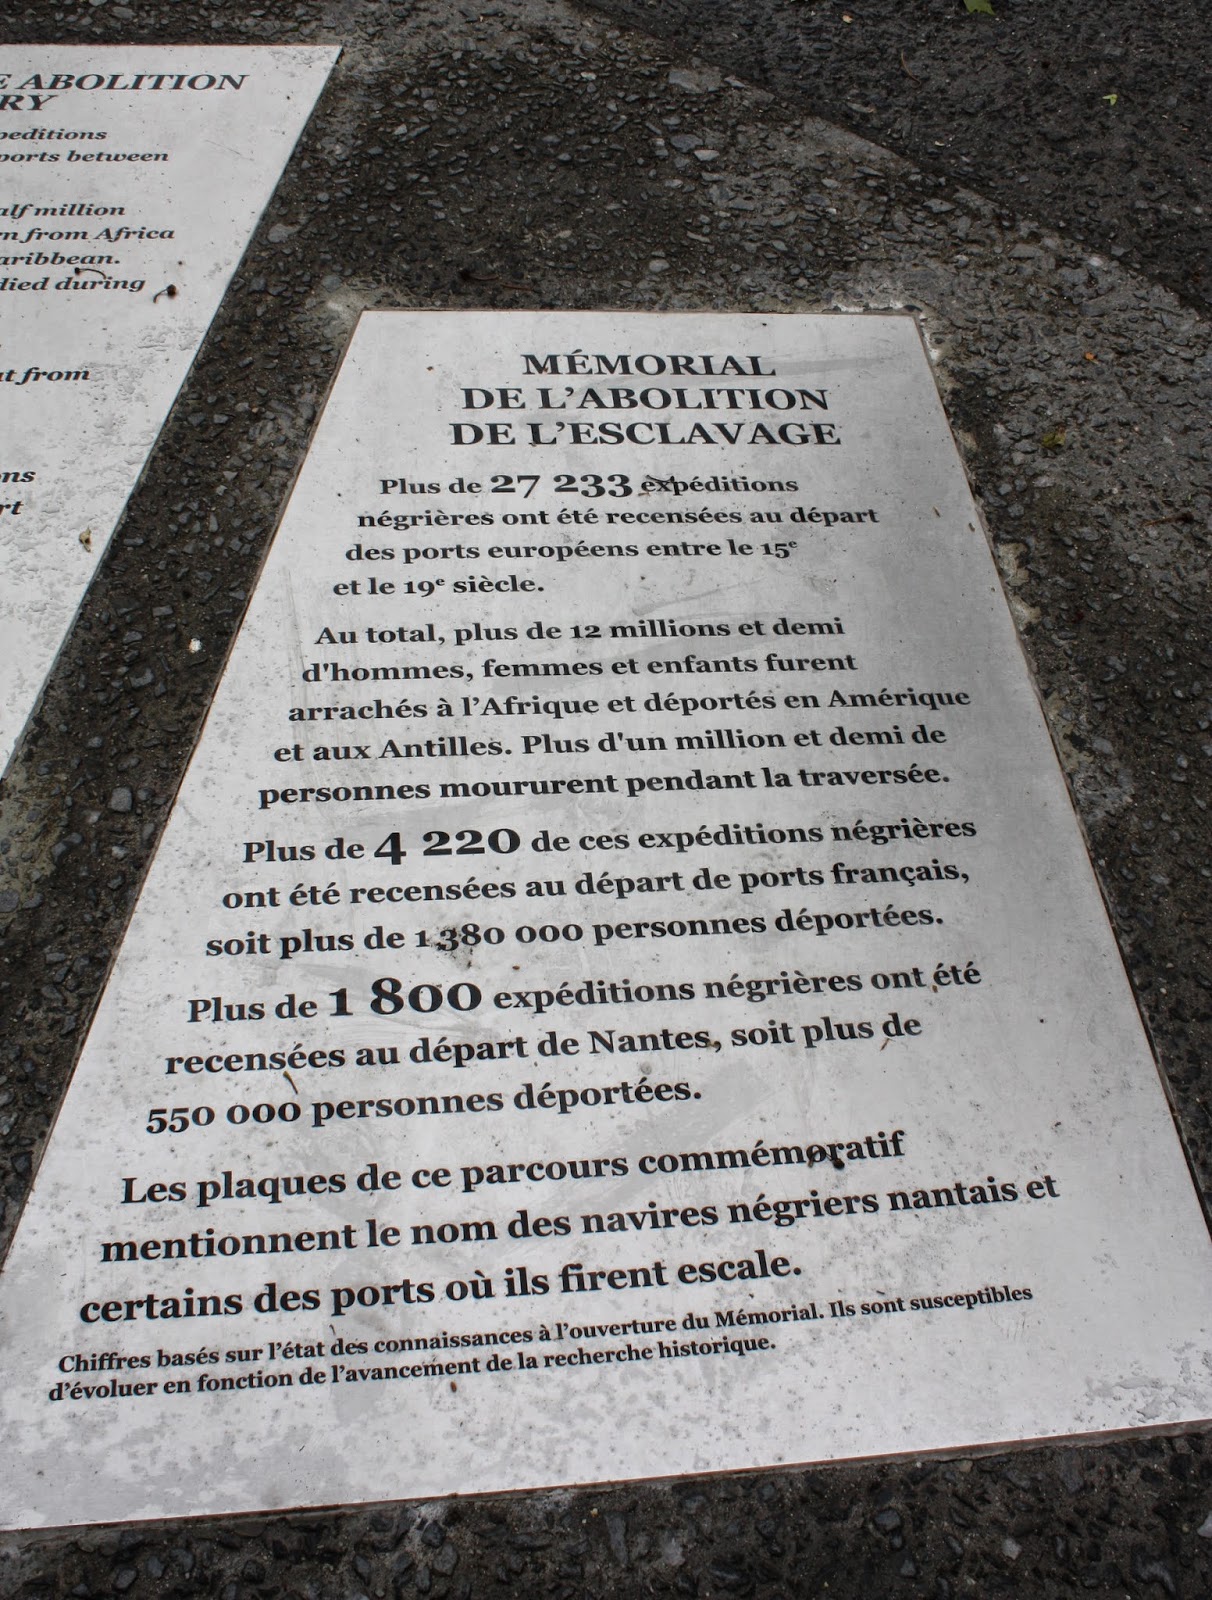 ABOLITION
between
million
from Africa
died during
from
MÉMORIAL
DE L'ABOLITION
DE L'ESCLAVAGE
Plus de 27 233 expéditions
négrières ont été recensées au départ
des ports européens entre le 15e
et le 19e siècle.
Au total, plus de 12 millions et demi
d'hommes, femmes et enfants furent
arrachés à l'Afrique et déportés en Amérique
et aux Antilles. Plus d'un million et demi de
personnes moururent pendant la traversée.
Plus de 4 220 de ces expéditions négrières
ont été recensées au départ de ports français,
soit plus de 1 380 000 personnes déportées.
Plus de 1 800 expéditions négrières ont été
recensées au départ de Nantes, soit plus de
550 000 personnes déportées.
Les plaques de ce parcours commémoratif
mentionnent le nom des navires négriers nantais et
certains des ports où ils firent escale.
Chiffres basés sur l'état des connaissances à l'ouverture du Mémorial. Ils sont susceptibles
d'évoluer en fonction de l'avancement de la recherche historique.